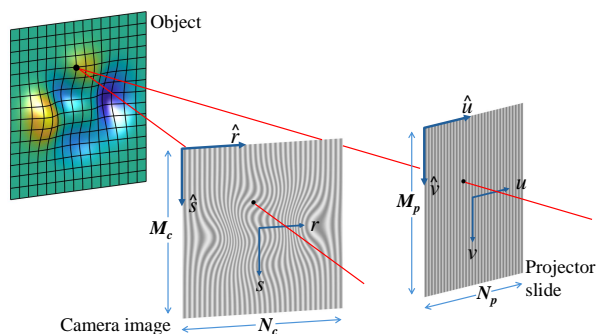 Object
r̂
ŝ
M_c
r
s
Camera image
N_c
û
v̂
M_p
u
v
N_p
Projector
slide